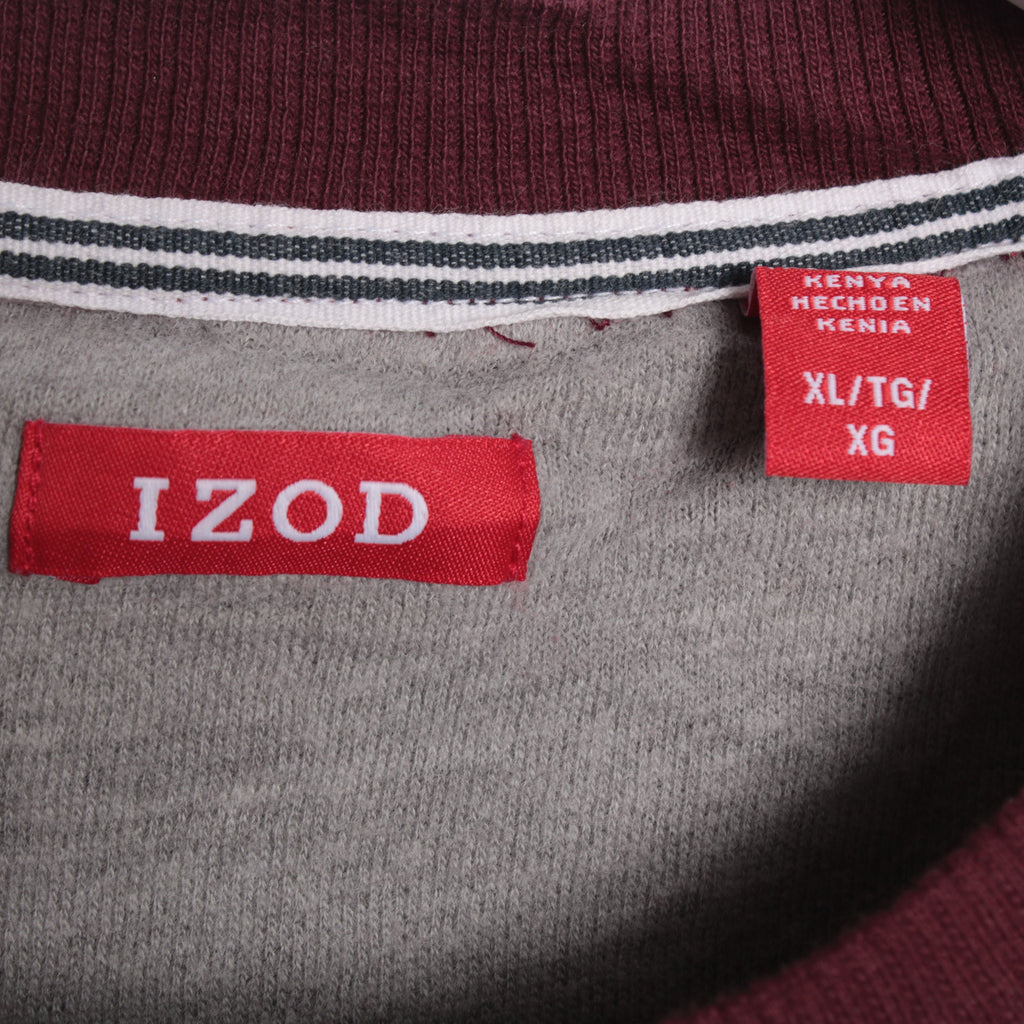 KENYA
HECHOEN
KENIA
XL/TG/
XG
IZOD